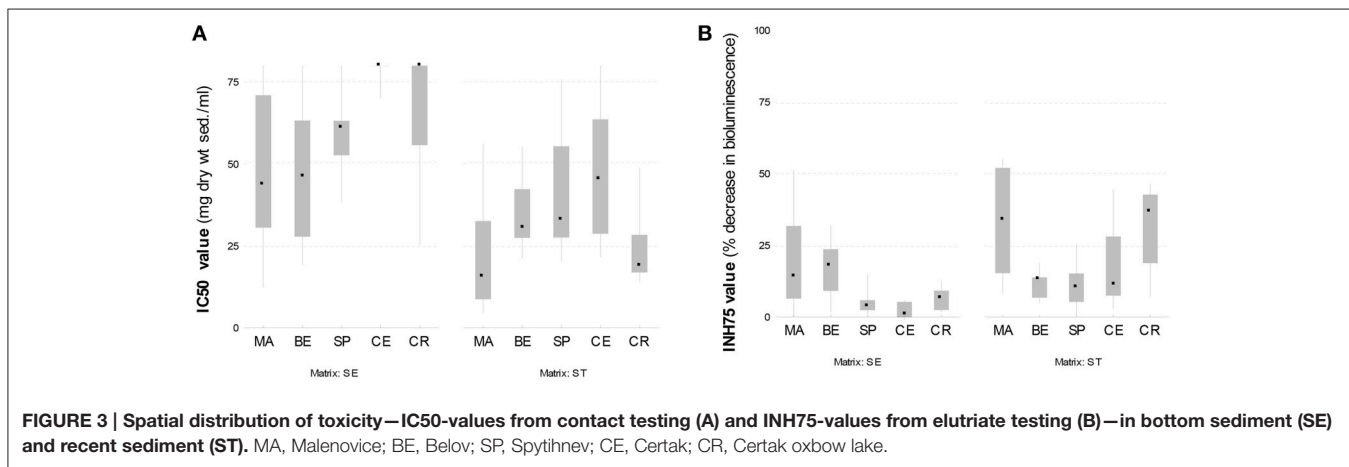 A
IC50 value (mg dry wt sed./ml)
75
50
25
0
MA BE SP CE CR
Matrix: SE
MA BE SP CE CR
Matrix: ST
B
INH75 value (% decrease in bioluminescence)
100
75
50
25
0
MA BE SP CE CR
Matrix: SE
MA BE SP CE CR
Matrix: ST
FIGURE 3 | Spatial distribution of toxicity—IC50-values from contact testing (A) and INH75-values from elutriate testing (B)—in bottom sediment (SE)
and recent sediment (ST). MA, Malenovice; BE, Belov; SP, Spytihnev; CE, Certak; CR, Certak oxbow lake.